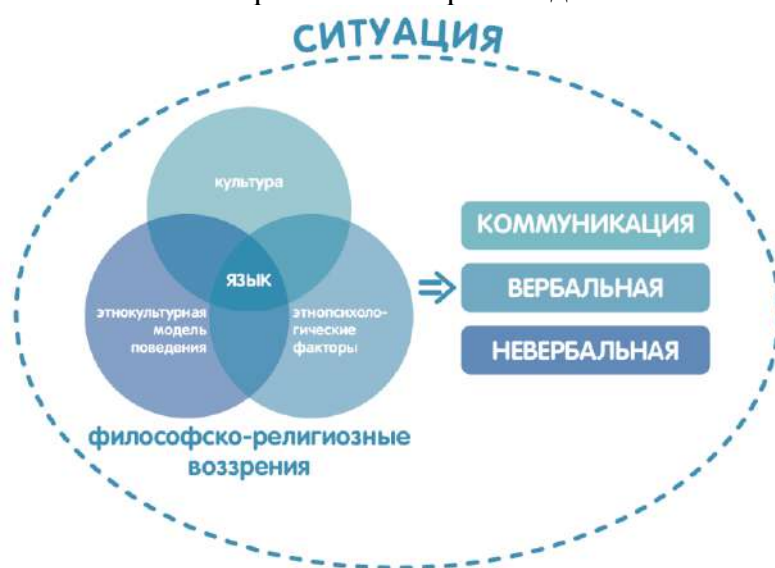 СИТУАЦИЯ
культура
ЯЗЫК
этнокультурная
модель
поведения
этнопсихоло-
гические
факторы
философско-религиозные
воззрения
КОММУНИКАЦИЯ
ВЕРБАЛЬНАЯ
НЕВЕРБАЛЬНАЯ